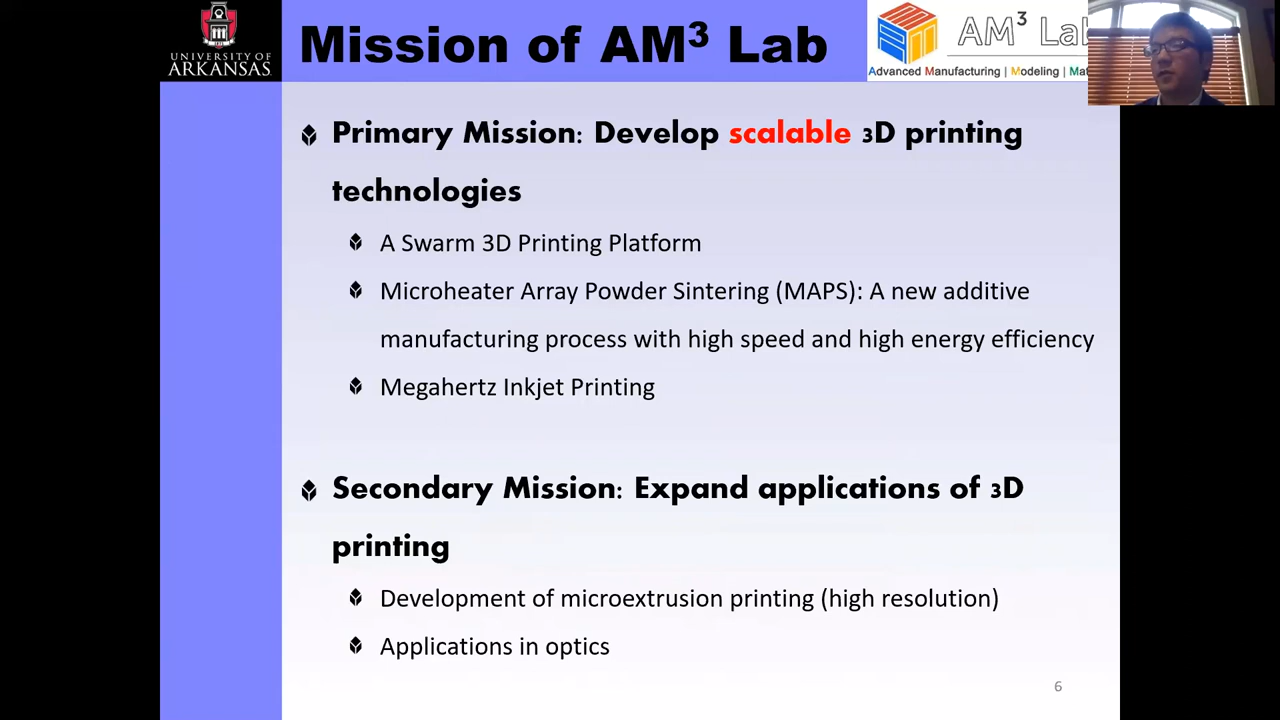 UNIVERSITY OF
ARKANSAS
Mission of AM³ Lab
AM³ Lab
Advanced Manufacturing | Modeling |
Primary Mission: Develop scalable 3D printing
technologies
A Swarm 3D Printing Platform
Microheater Array Powder Sintering (MAPS): A new additive
manufacturing process with high speed and high energy efficiency
Megahertz Inkjet Printing
Secondary Mission: Expand applications of 3D
printing
Development of microextrusion printing (high resolution)
Applications in optics
6